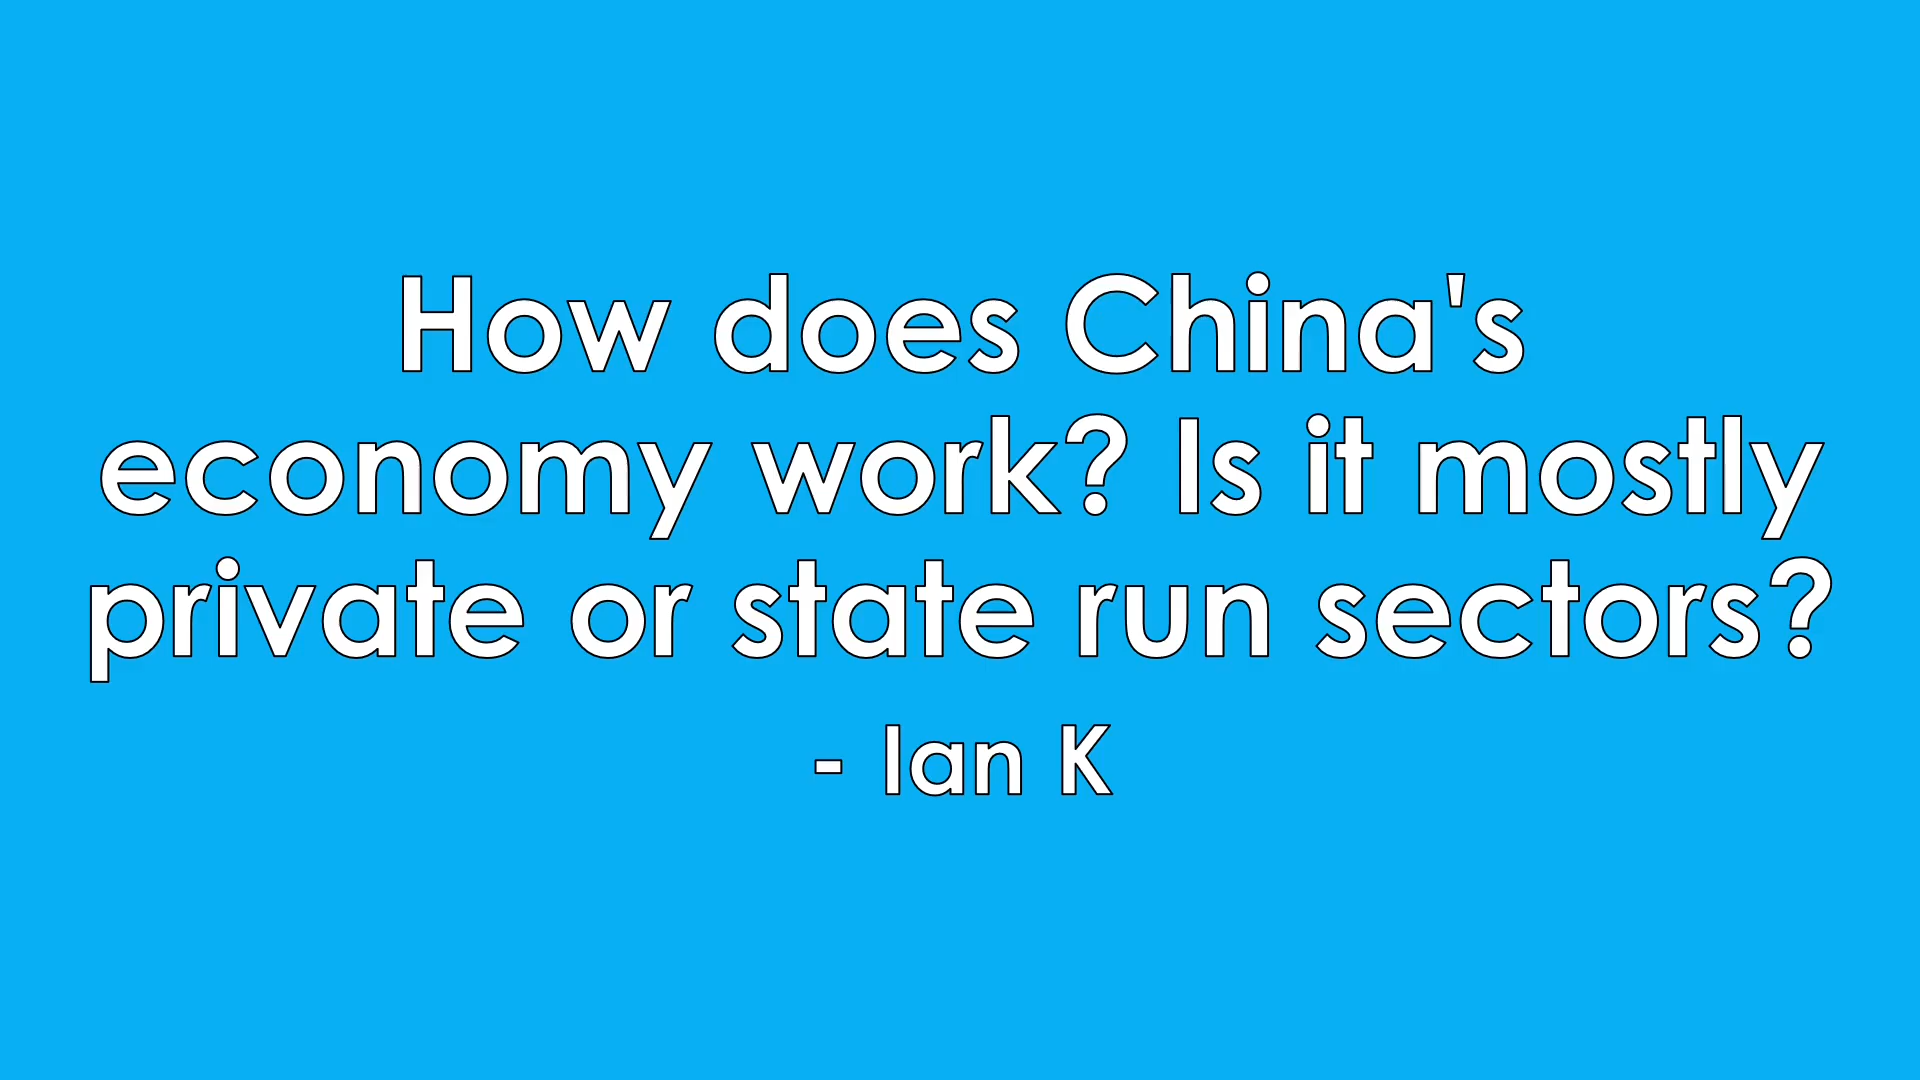 How does China's
economy work? Is it mostly
private or state run sectors?
- Ian K